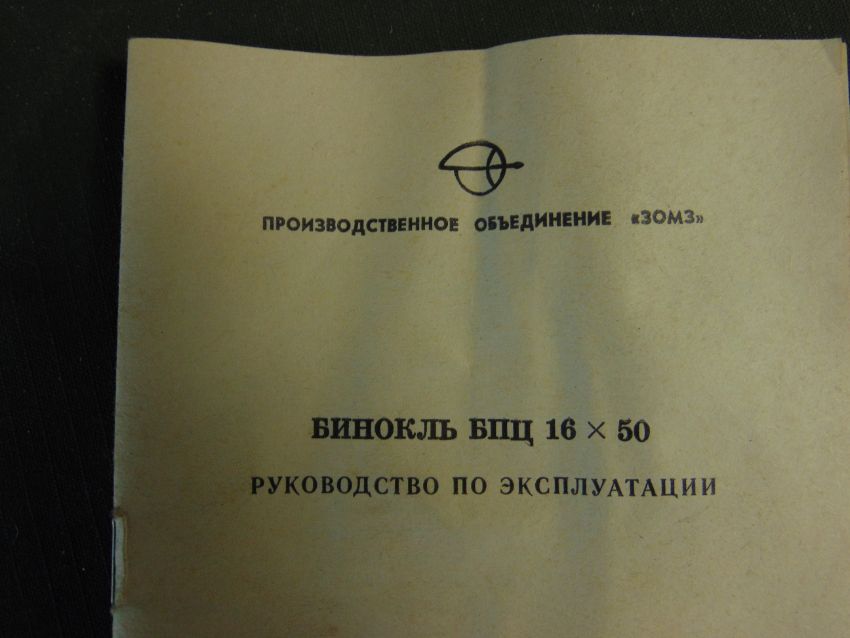 ПРОИЗВОДСТВЕННОЕ ОБЪЕДИНЕНИЕ «ЗОМЗ»
БИНОКЛЬ БПЦ 16 × 50
РУКОВОДСТВО ПО ЭКСПЛУАТАЦИИ